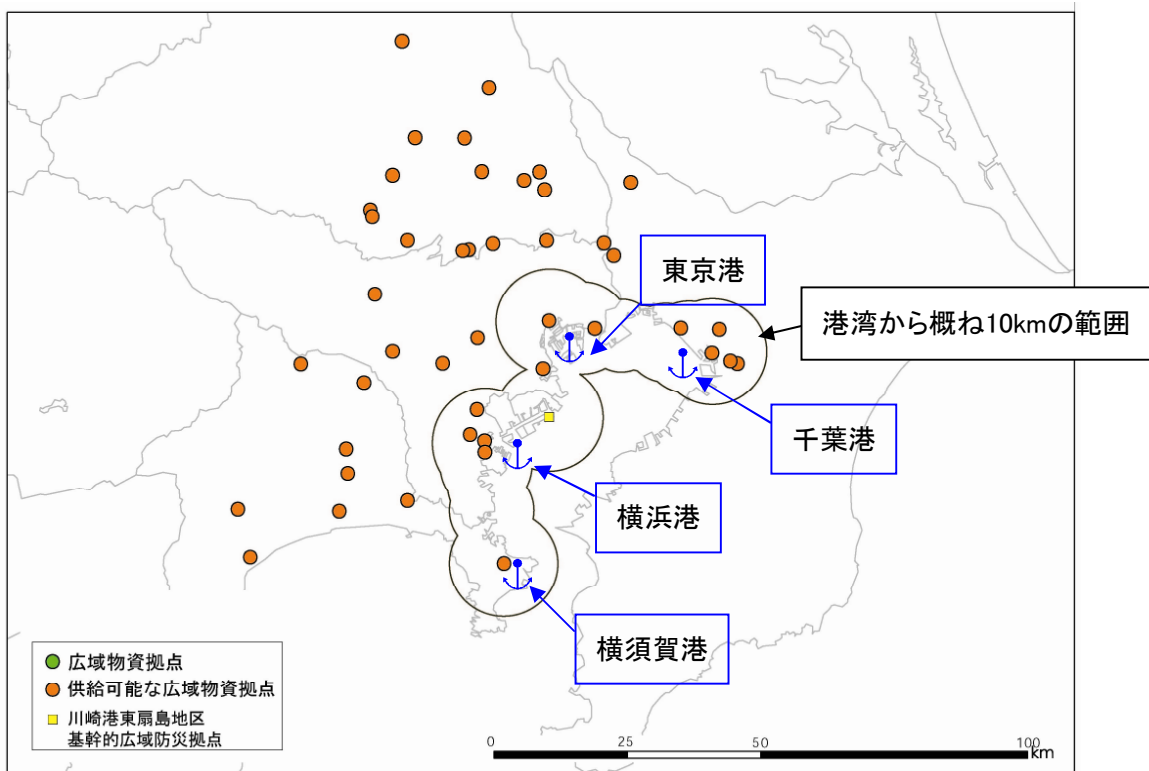 東京港
港湾から概ね10kmの範囲
千葉港
横浜港
横須賀港
広域物資拠点
供給可能な広域物資拠点
川崎港東扇島地区
基幹的広域防災拠点
0 25 50 100
km